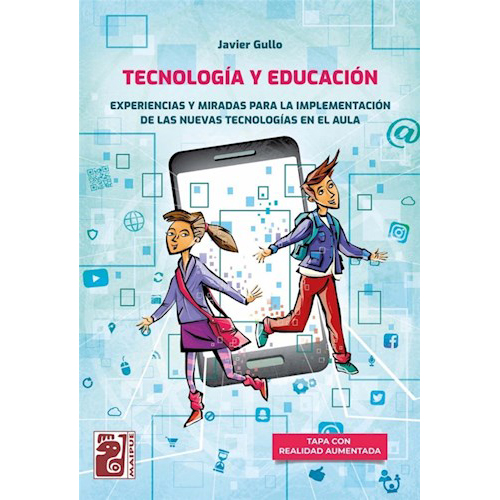 Javier Gullo
TECNOLOGÍA Y EDUCACIÓN
EXPERIENCIAS Y MIRADAS PARA LA IMPLEMENTACIÓN
DE LAS NUEVAS TECNOLOGÍAS EN EL AULA
@
TAPA CON
REALIDAD AUMENTADA
MAIPUE